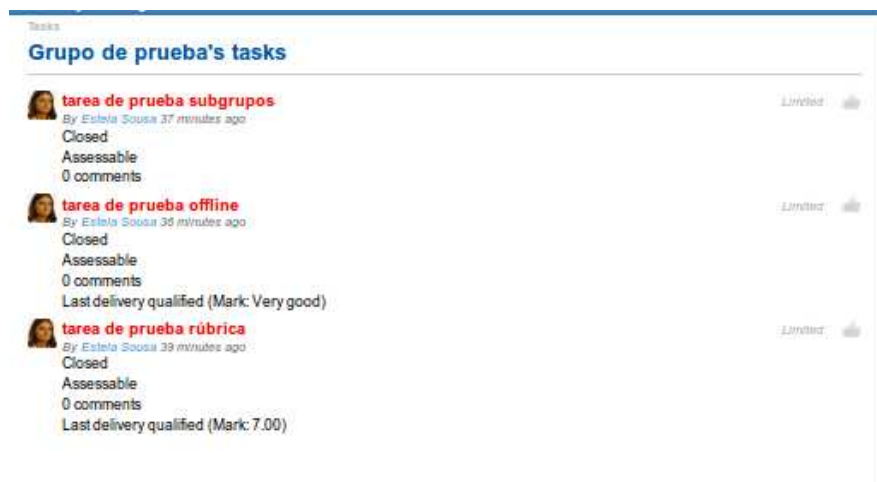 Tasks
Grupo de prueba's tasks
tarea de prueba subgrupos
Limited
By Estela Sousa 37 minutes ago
Closed
Assessable
0 comments
tarea de prueba offline
Limited
By Estela Sousa 36 minutes ago
Closed
Assessable
0 comments
Last delivery qualified (Mark: Very good)
tarea de prueba rúbrica
Limited
By Estela Sousa 39 minutes ago
Closed
Assessable
0 comments
Last delivery qualified (Mark: 7.00)